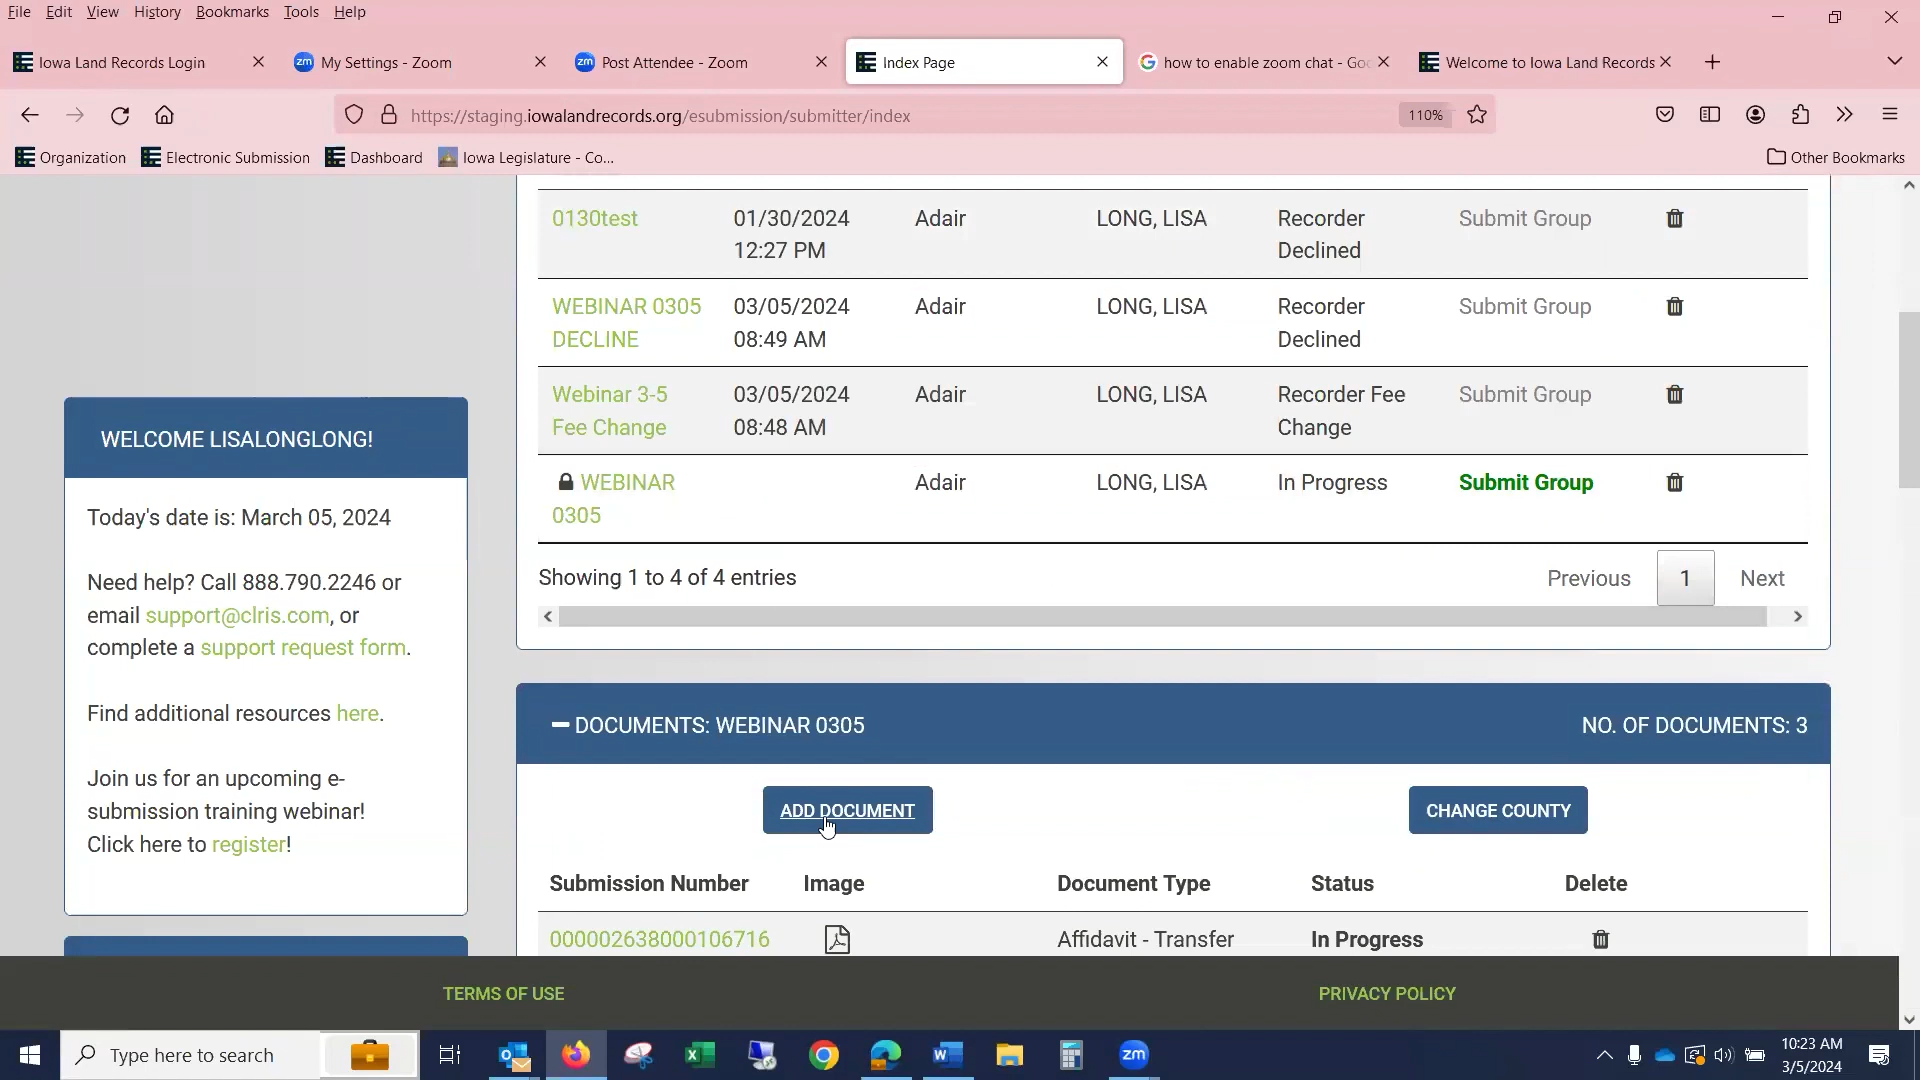 File Edit View History Bookmarks Tools Help
Iowa Land Records Login
My Settings - Zoom
Post Attendee - Zoom
Index Page
how to enable zoom chat - Goo
Welcome to Iowa Land Records
https://staging.iowalandrecords.org/esubmission/submitter/index
110%
Organization
Electronic Submission
Dashboard
Iowa Legislature - Co...
Other Bookmarks
0130test 01/30/2024 Adair LONG, LISA Recorder Submit Group
12:27 PM Declined
WEBINAR 0305 03/05/2024 Adair LONG, LISA Recorder Submit Group
DECLINE 08:49 AM Declined
Webinar 3-5 03/05/2024 Adair LONG, LISA Recorder Fee Submit Group
Fee Change 08:48 AM Change
WEBINAR Adair LONG, LISA In Progress Submit Group
0305
Showing 1 to 4 of 4 entries
Previous 1 Next
WELCOME LISALONGLONG!
Today's date is: March 05, 2024
Need help? Call 888.790.2246 or
email support@clris.com, or
complete a support request form.
Find additional resources here.
Join us for an upcoming e-
submission training webinar!
Click here to register!
DOCUMENTS: WEBINAR 0305 NO. OF DOCUMENTS: 3
ADD DOCUMENT CHANGE COUNTY
Submission Number Image Document Type Status Delete
000002638000106716 Affidavit - Transfer In Progress
TERMS OF USE PRIVACY POLICY
Type here to search
zm
10:23 AM
3/5/2024